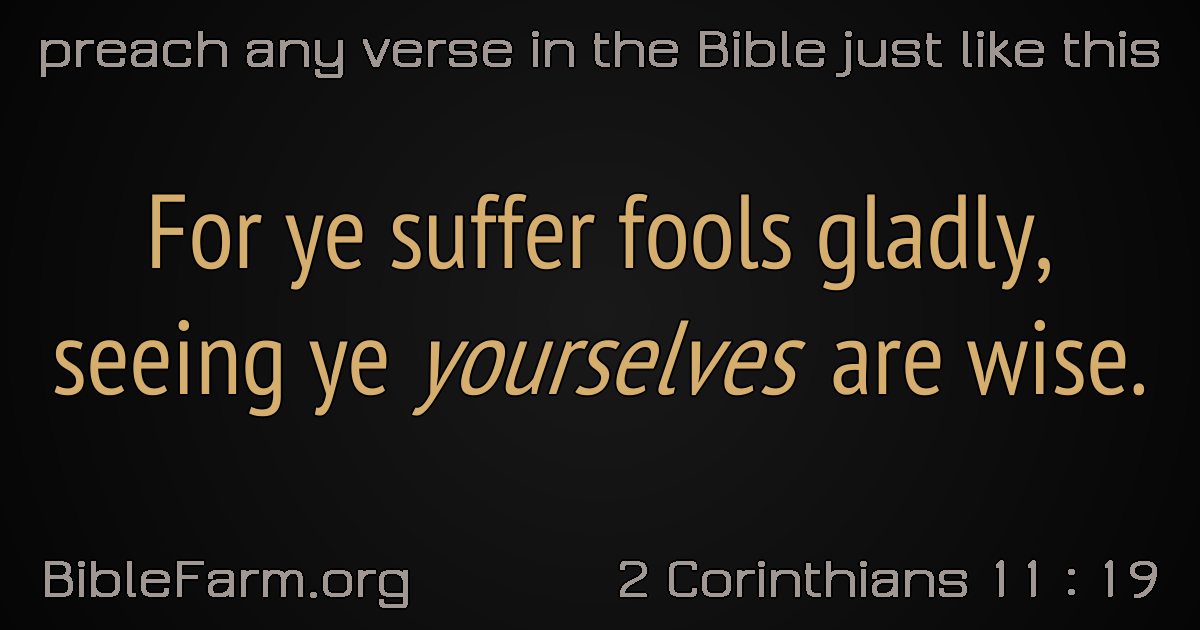 preach any verse in the Bible just like this
For ye suffer fools gladly,
seeing ye yourselves are wise.
BibleFarm.org
2 Corinthians 11 : 19